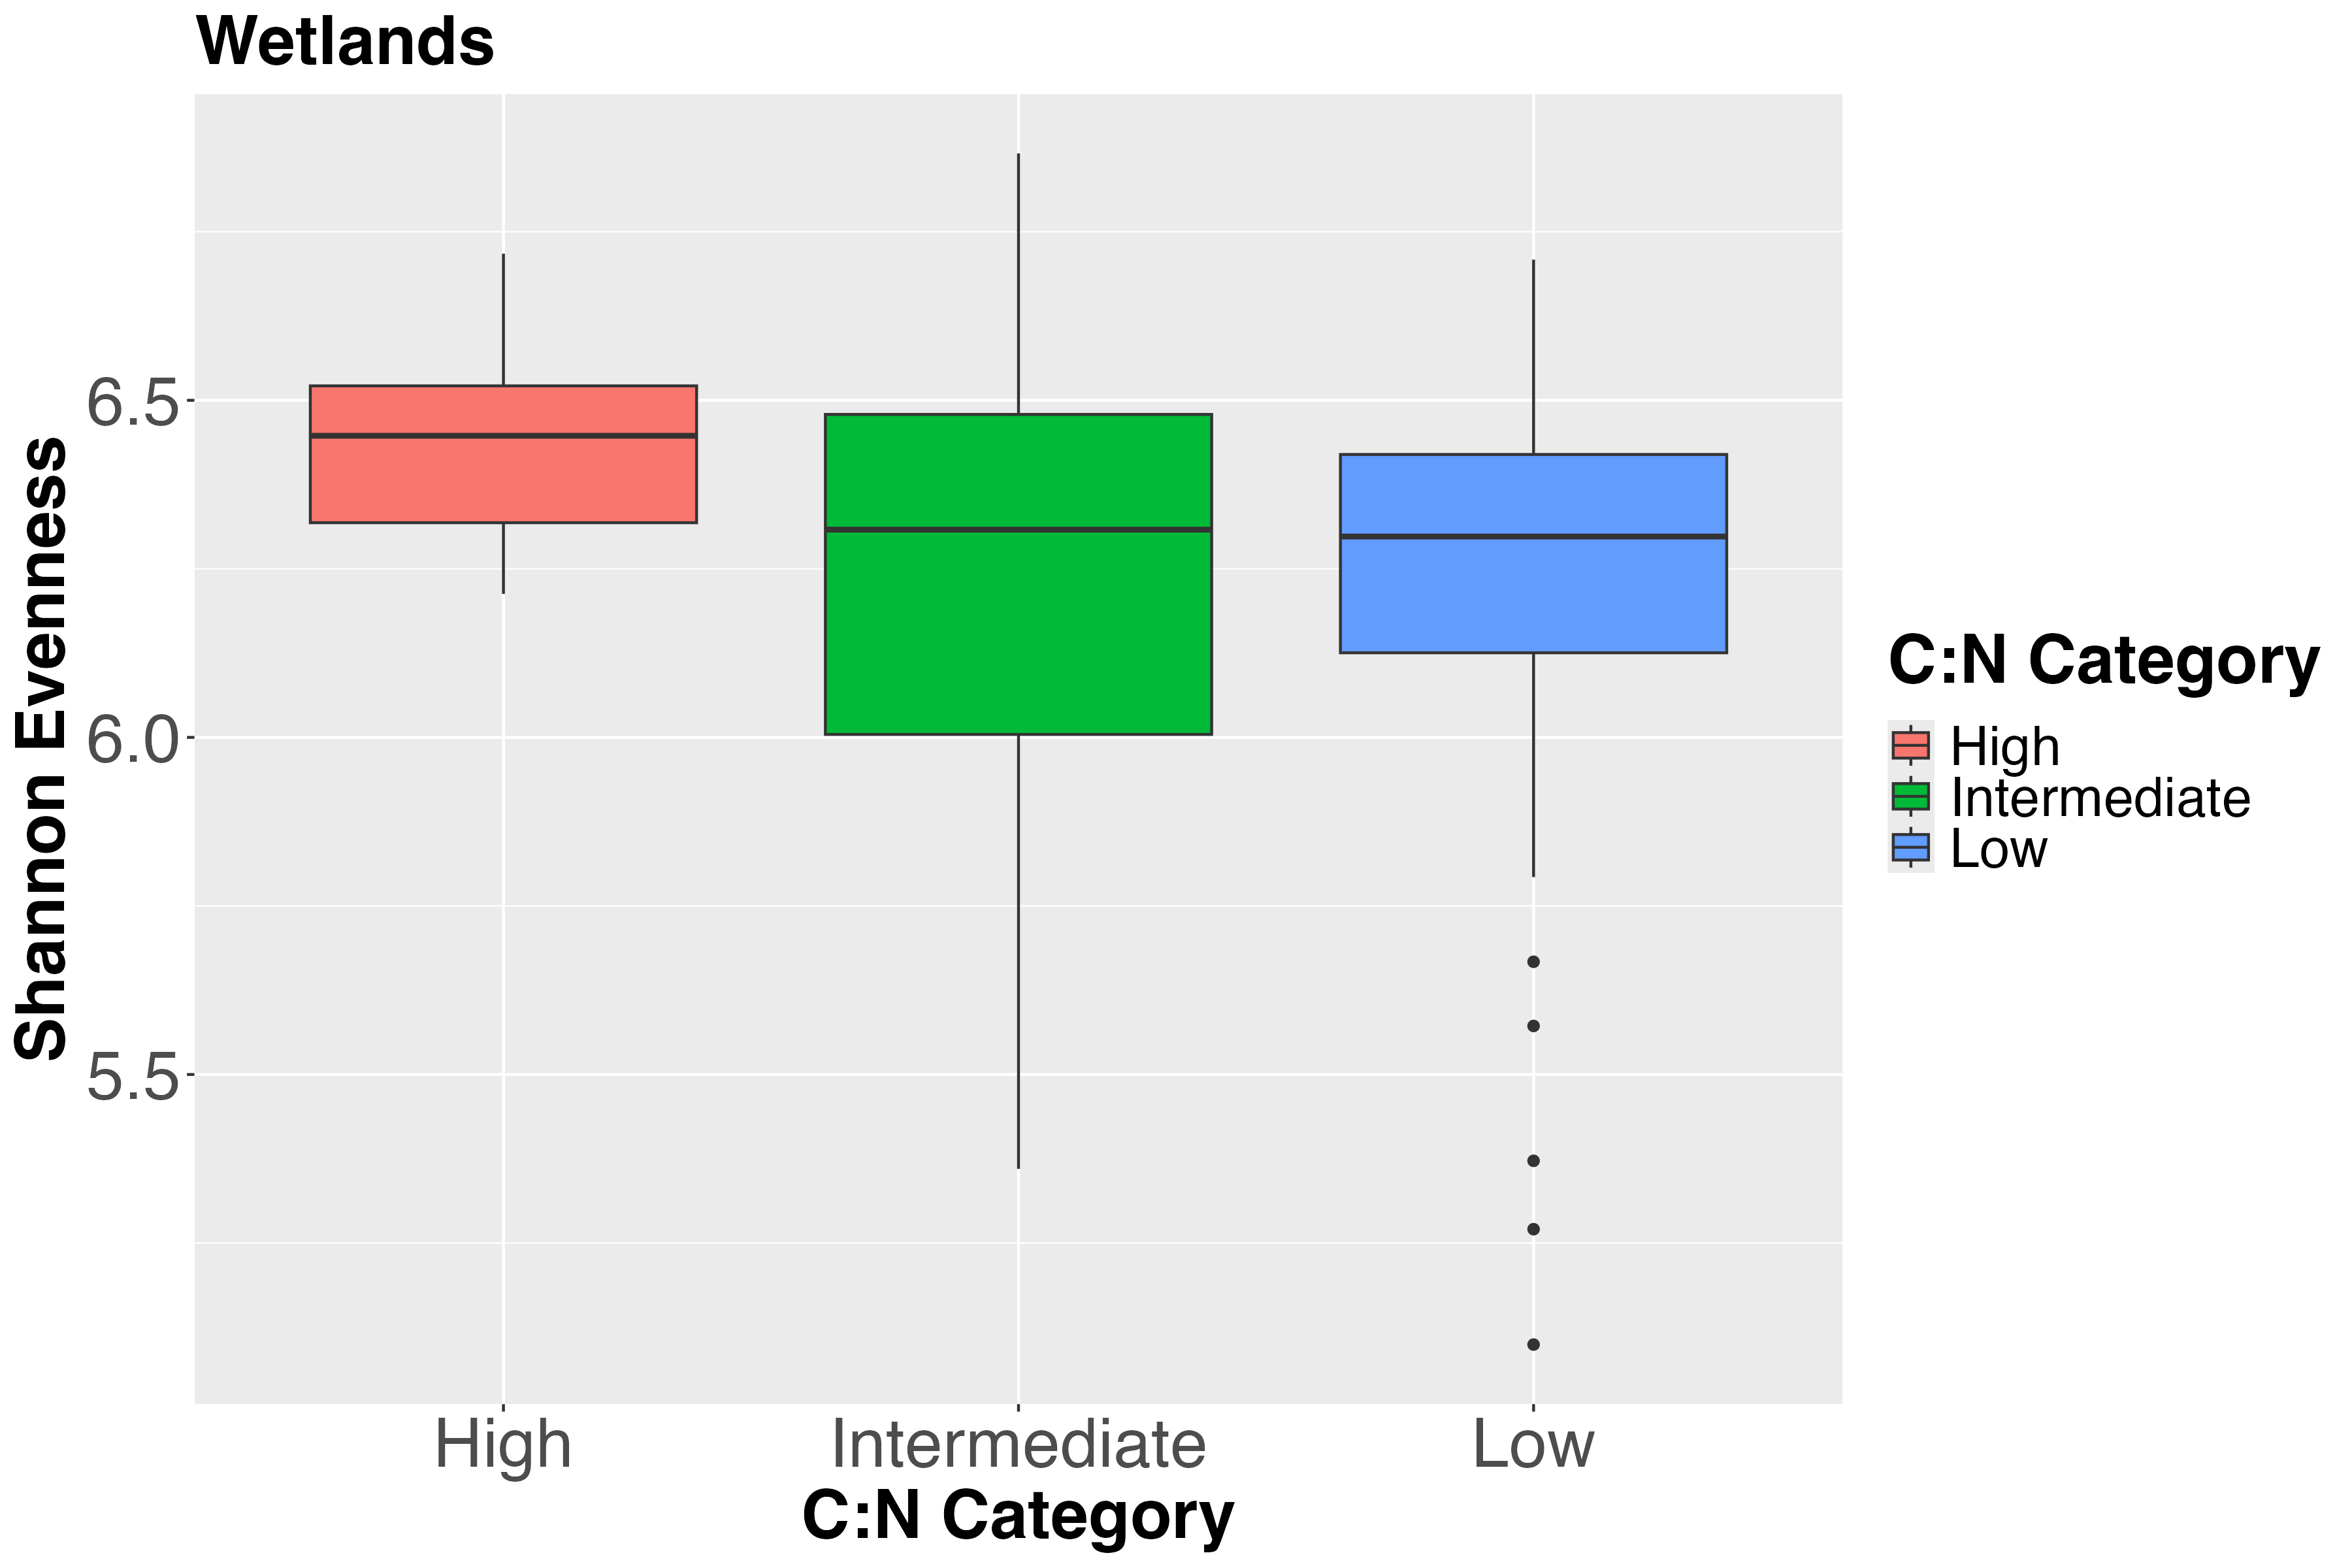 Wetlands
Shannon Evenness
6.5
6.0
5.5
High
Intermediate
Low
C:N Category
C:N Category
High
Intermediate
Low